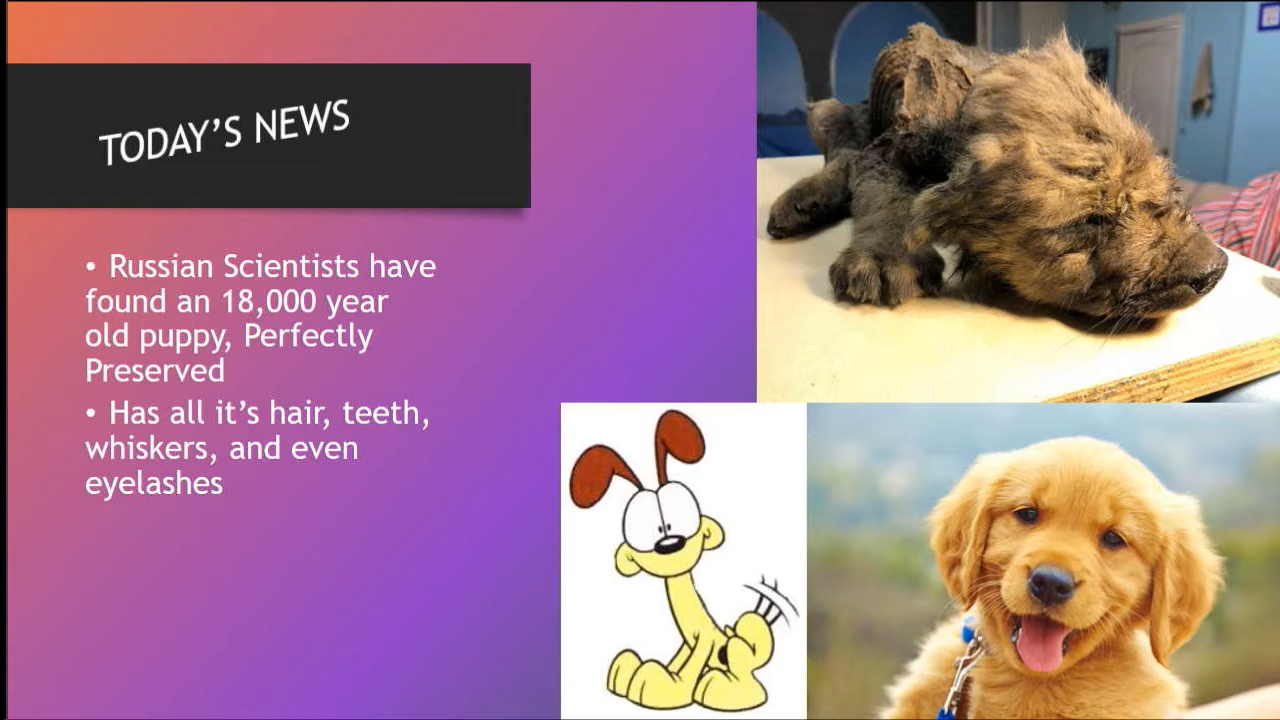 TODAY'S NEWS
• Russian Scientists have
found an 18,000 year
old puppy, Perfectly
Preserved
• Has all it's hair, teeth,
whiskers, and even
eyelashes